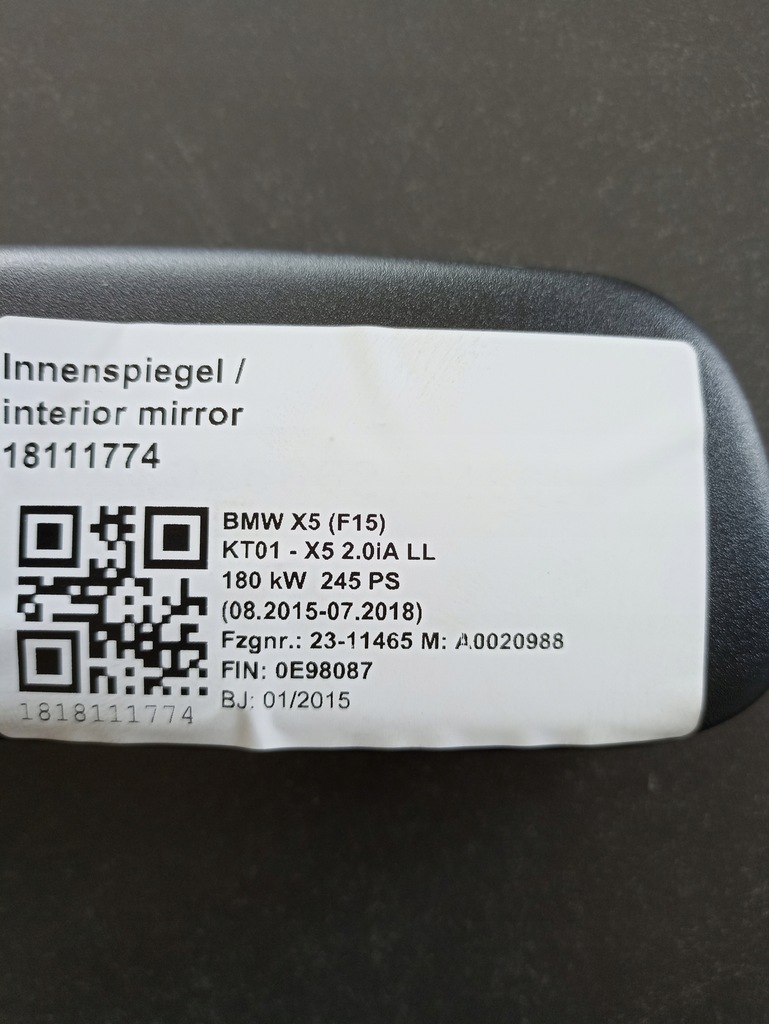 Innenspiegel /
interior mirror
18111774
BMW X5 (F15)
KT01 - X5 2.0iA LL
180 kW 245 PS
(08.2015-07.2018)
Fzgnr.: 23-11465 M: A0020988
FIN: 0E98087
BJ: 01/2015
1818111774